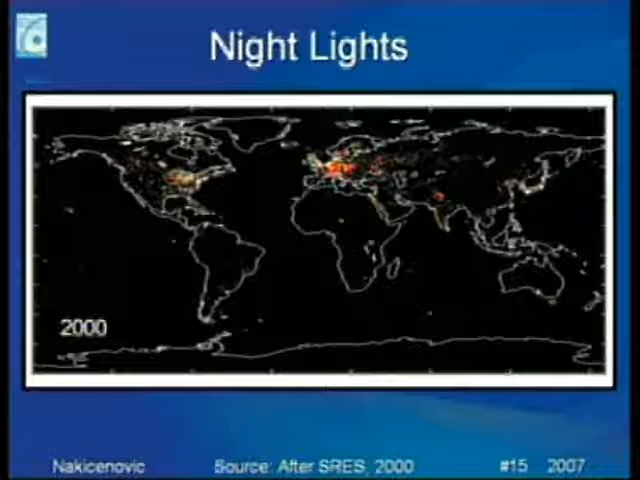 Night Lights
2000
Nakicenovic
Source: After SRES, 2000
#15
2007